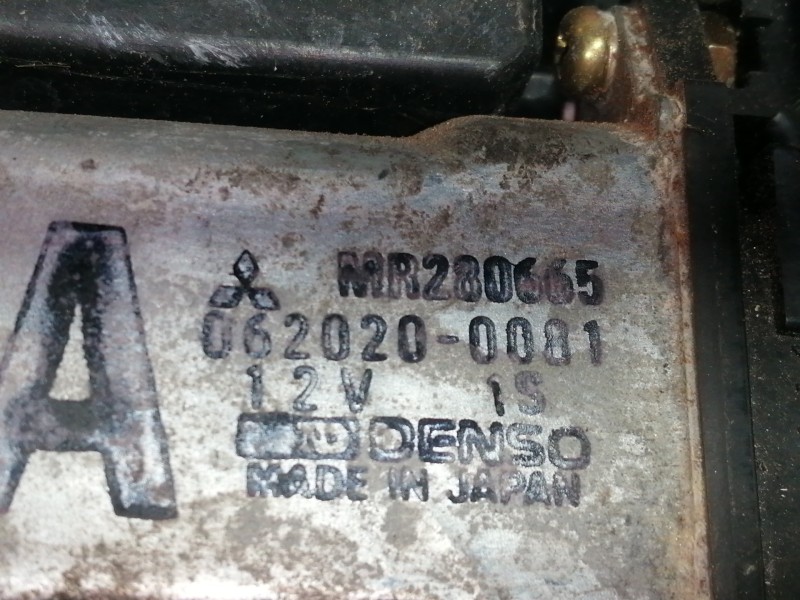 A
MR280665
062020-0081
12V 1S
DENSO
MADE IN JAPAN